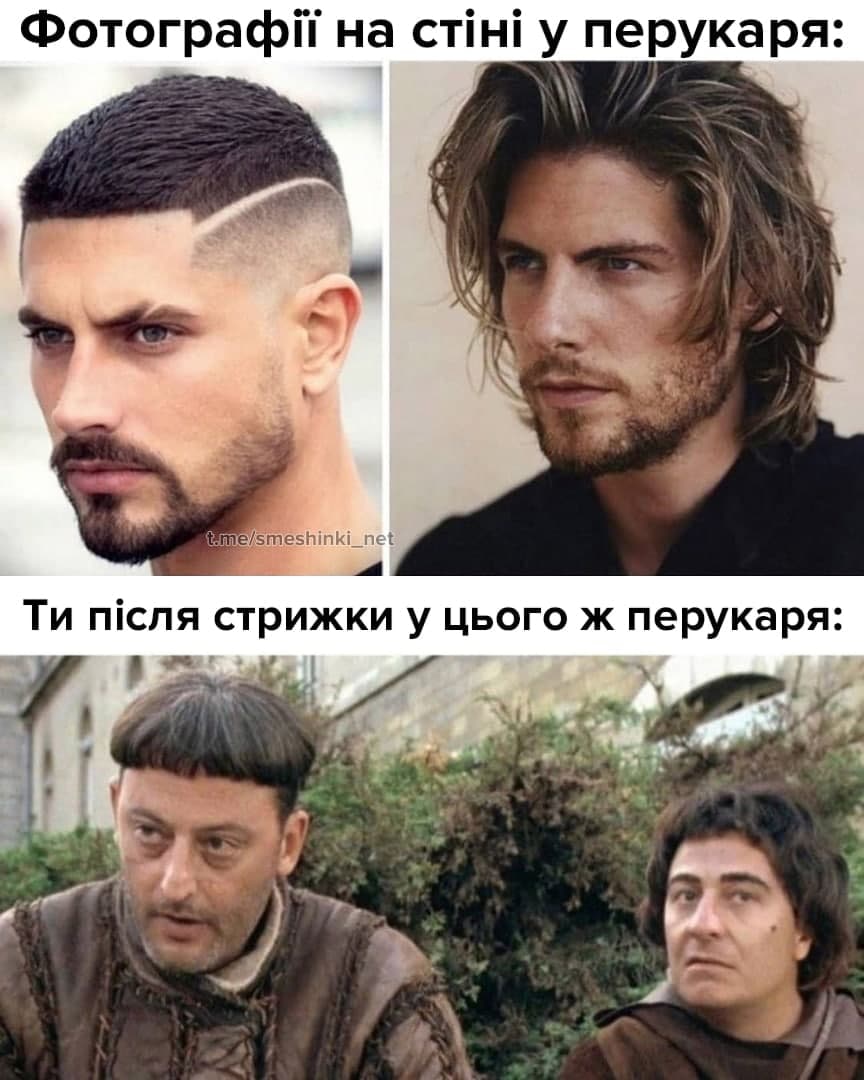 Фотографії на стіні у перукаря:
t.me/smeshinki_net
Ти після стрижки у цього ж перукаря: